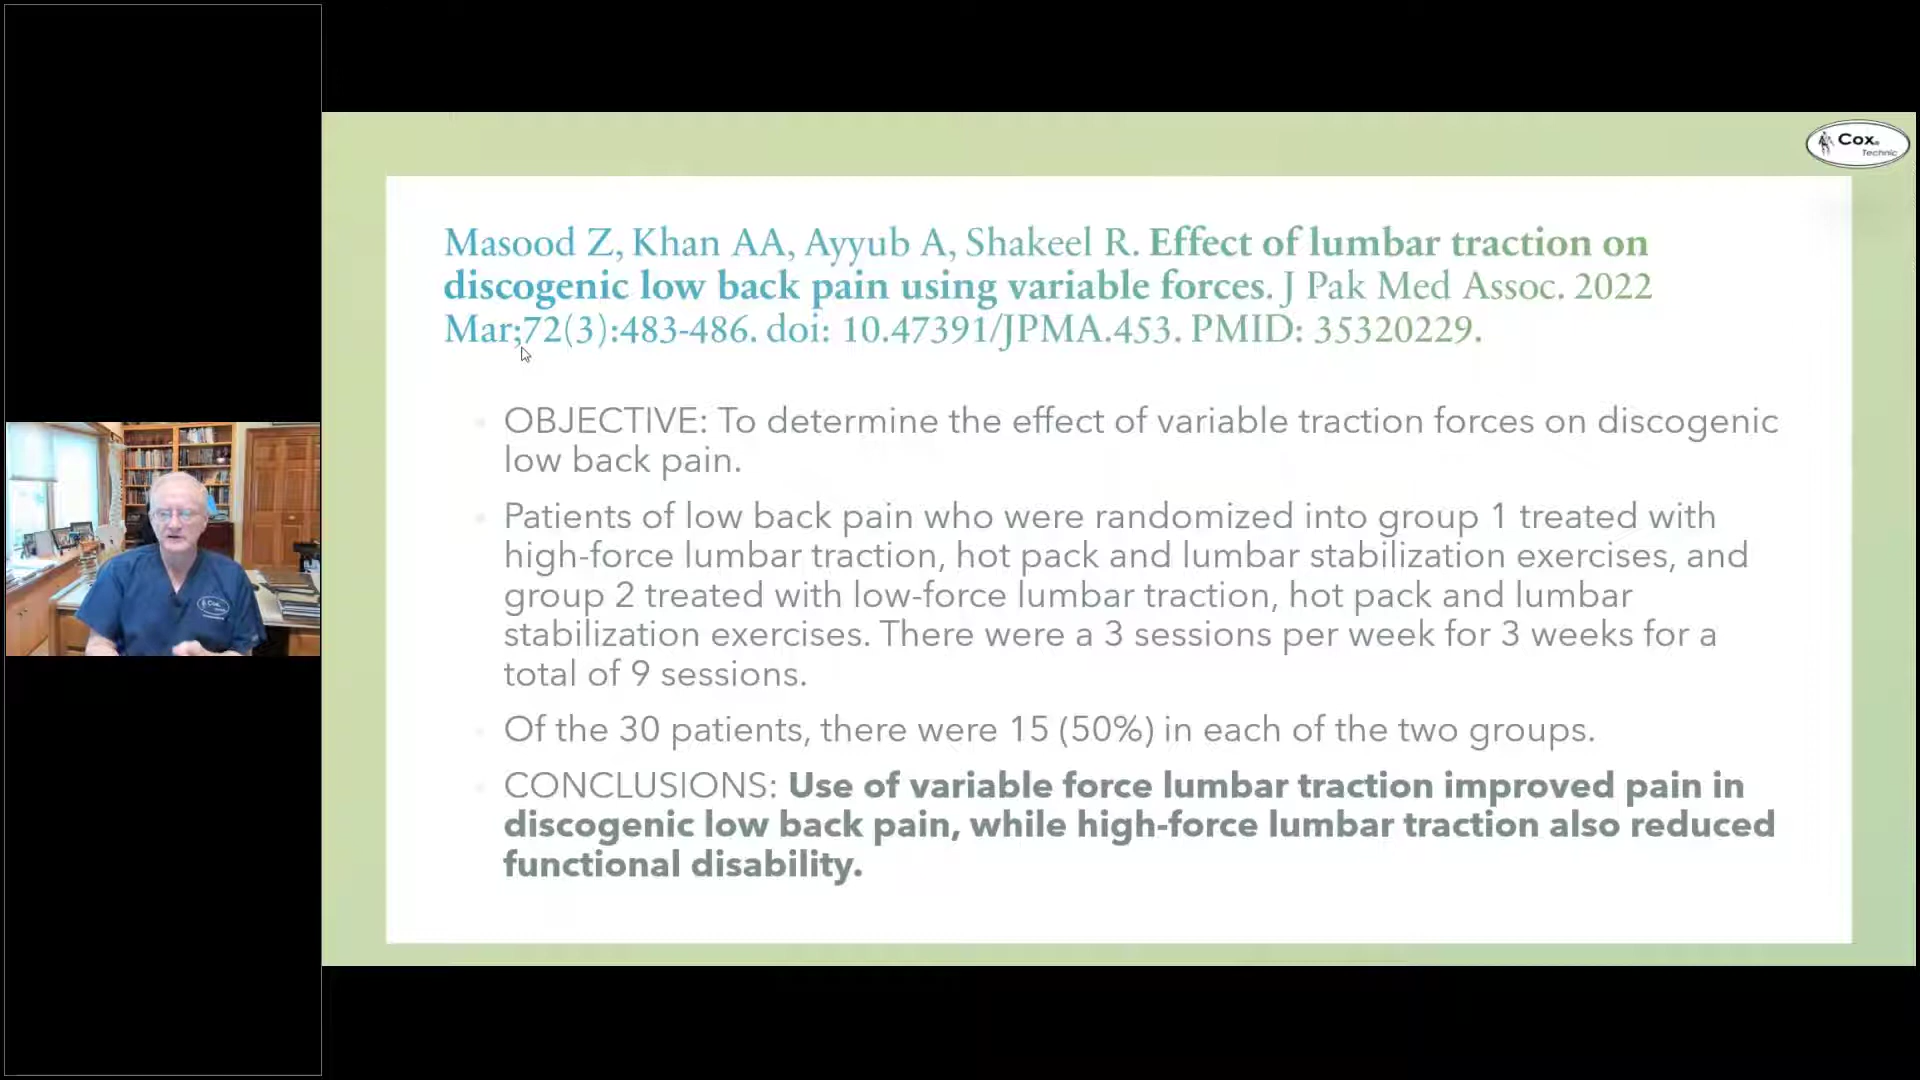 Cox®
Technic
Masood Z, Khan AA, Ayyub A, Shakeel R. Effect of lumbar traction on
discogenic low back pain using variable forces. J Pak Med Assoc. 2022
Mar;72(3):483-486. doi: 10.47391/JPMA.453. PMID: 35320229.
OBJECTIVE: To determine the effect of variable traction forces on discogenic
low back pain.
Patients of low back pain who were randomized into group 1 treated with
high-force lumbar traction, hot pack and lumbar stabilization exercises, and
group 2 treated with low-force lumbar traction, hot pack and lumbar
stabilization exercises. There were a 3 sessions per week for 3 weeks for a
total of 9 sessions.
Of the 30 patients, there were 15 (50%) in each of the two groups.
CONCLUSIONS: Use of variable force lumbar traction improved pain in
discogenic low back pain, while high-force lumbar traction also reduced
functional disability.
Cox